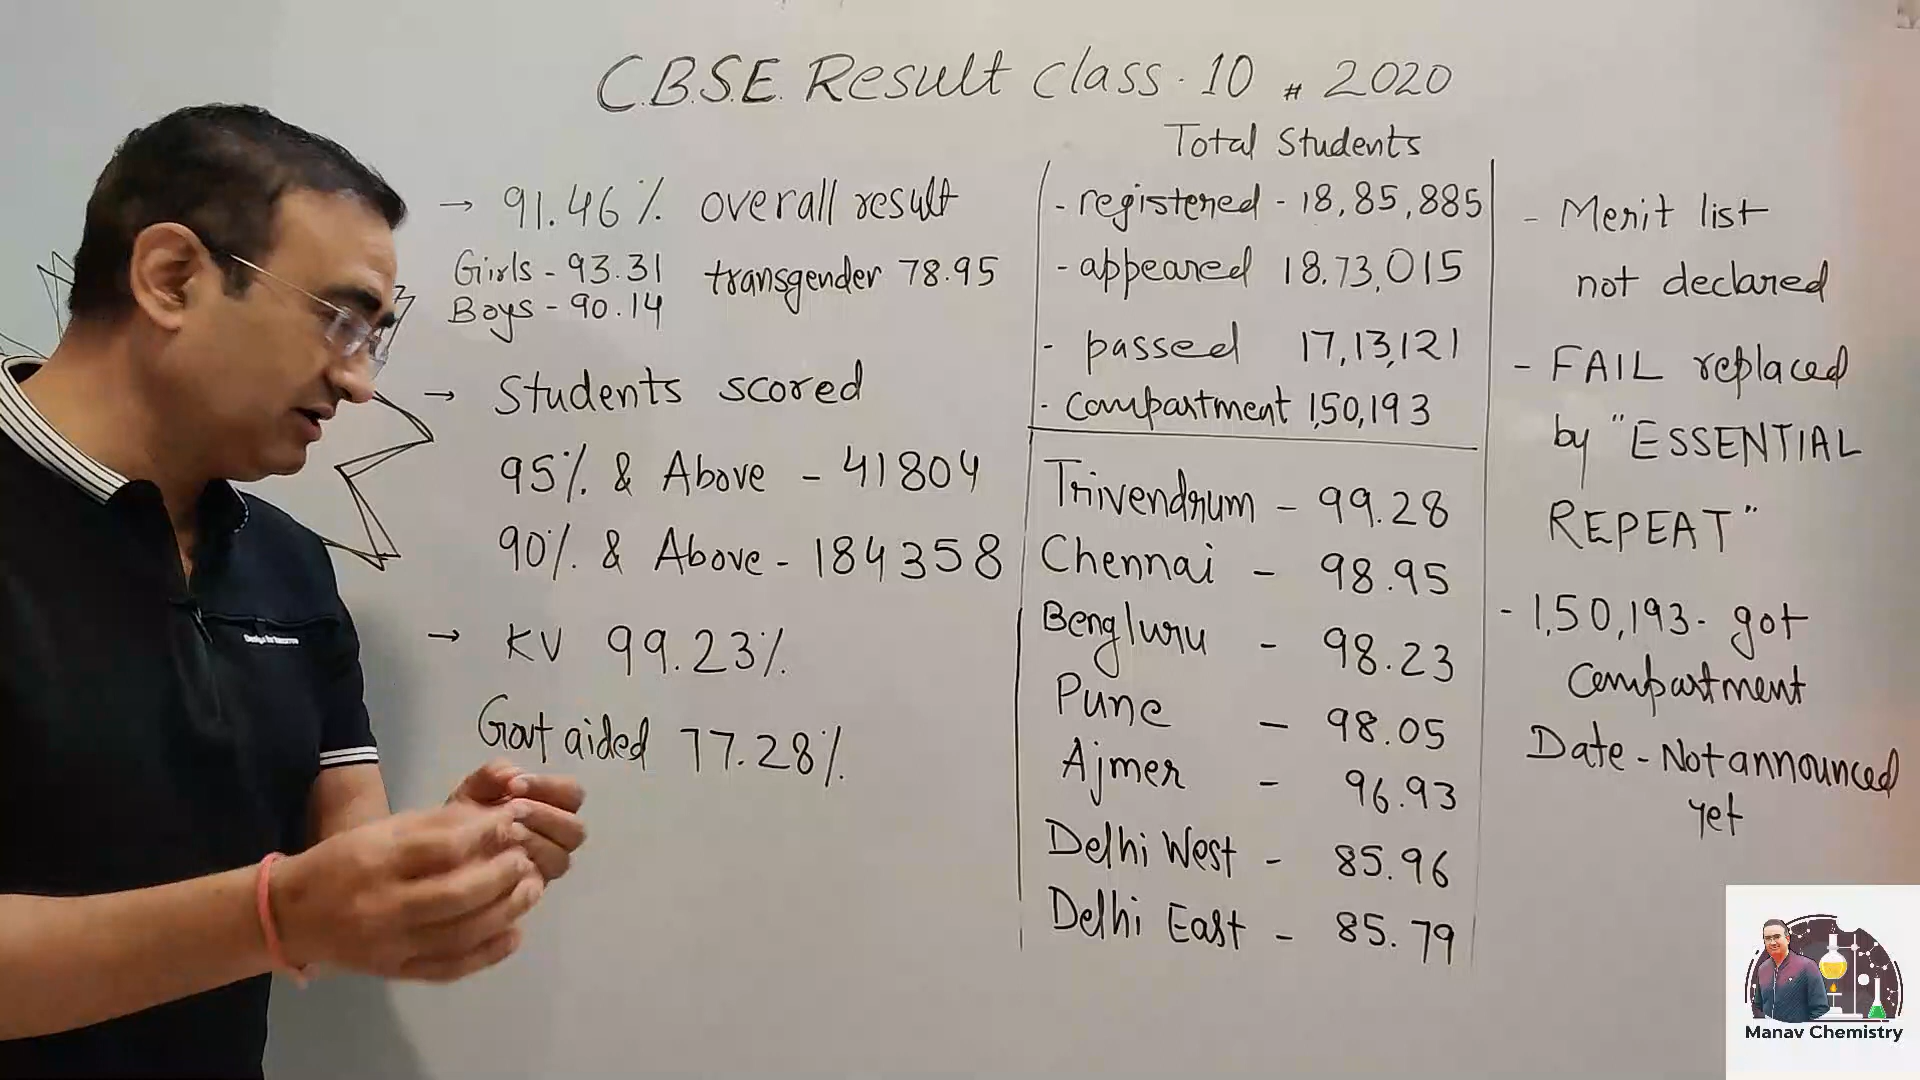 C.B.S.E. Result Class. 10 # 2020
→ 91.46% overall result
Girls - 93.31 transgender 78.95
Boys - 90.14
→ Students scored
95% & Above - 41804
90% & Above - 184358
→ KV 99.23%
Govt aided 77.28%
Total Students
- registered - 18,85,885
- appeared 18.73,015
- passed 17,13,121
- compartment 1,50,193
Trivendrum - 99.28
Chennai - 98.95
Bengluru - 98.23
Pune - 98.05
Ajmer - 96.93
Delhi West - 85.96
Delhi East - 85.79
- Merit list
not declared
- FAIL replaced
by "ESSENTIAL
REPEAT"
- 1,50,193- got
compartment
Date - Not announced
yet
Manav Chemistry